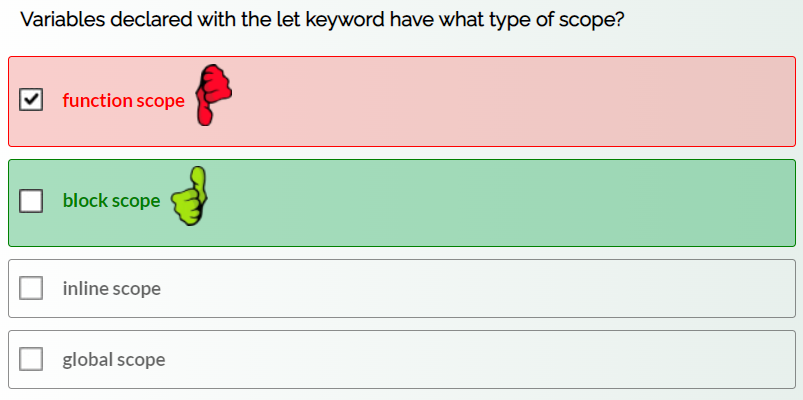 Variables declared with the let keyword have what type of scope?
function scope
block scope
inline scope
global scope